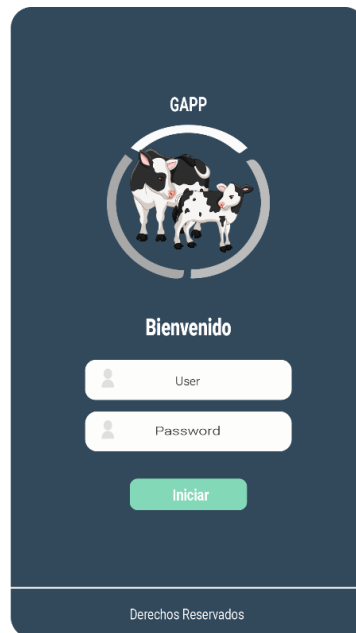 GAPP
Bienvenido
User
Password
Iniciar
Derechos Reservados